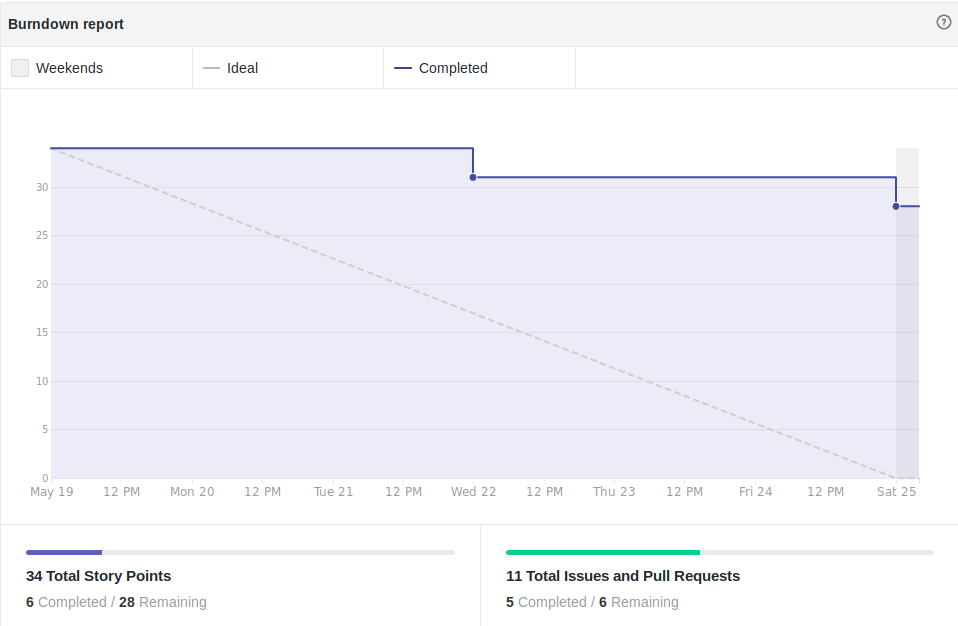 Burndown report
?
Weekends
Ideal
Completed
30
25
20
15
10
5
0
May 19 12 PM Mon 20 12 PM Tue 21 12 PM Wed 22 12 PM Thu 23 12 PM Fri 24 12 PM Sat 25
34 Total Story Points
6 Completed / 28 Remaining
11 Total Issues and Pull Requests
5 Completed / 6 Remaining